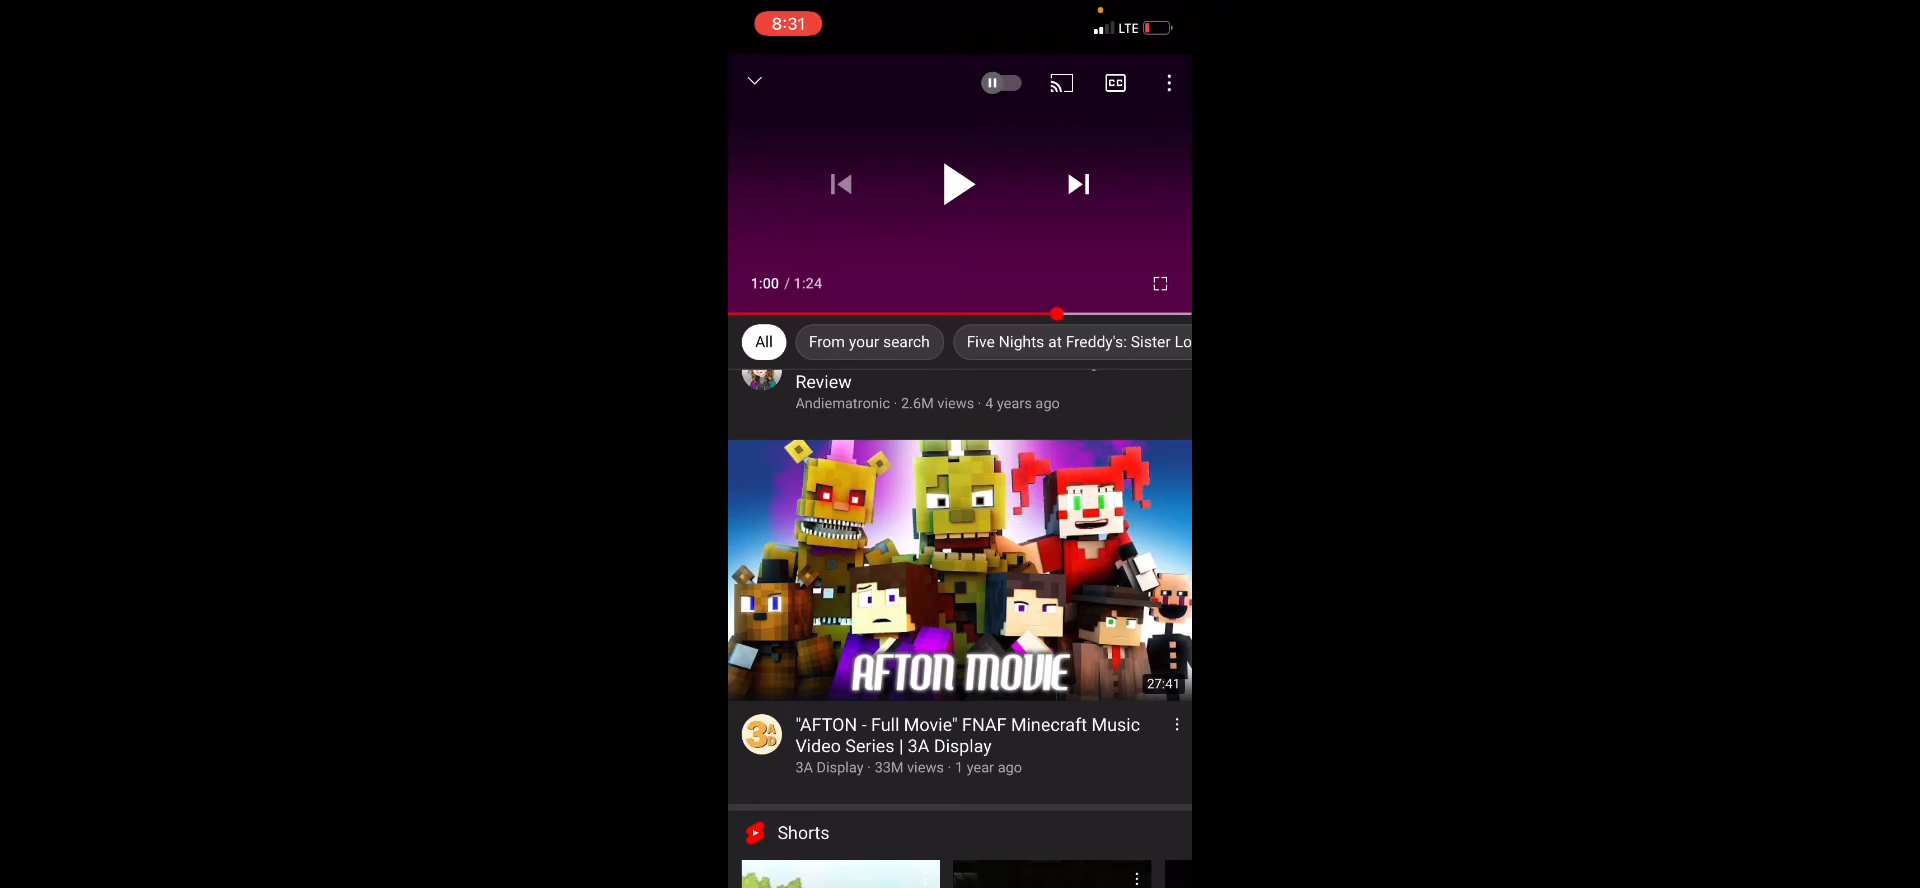 8:31
LTE
CC
1:00 / 1:24
All
From your search
Five Nights at Freddy's: Sister Lo
Review
Andiematronic · 2.6M views · 4 years ago
AFTON MOVIE
27:41
3A D
"AFTON - Full Movie" FNAF Minecraft Music
Video Series | 3A Display
3A Display · 33M views · 1 year ago
Shorts